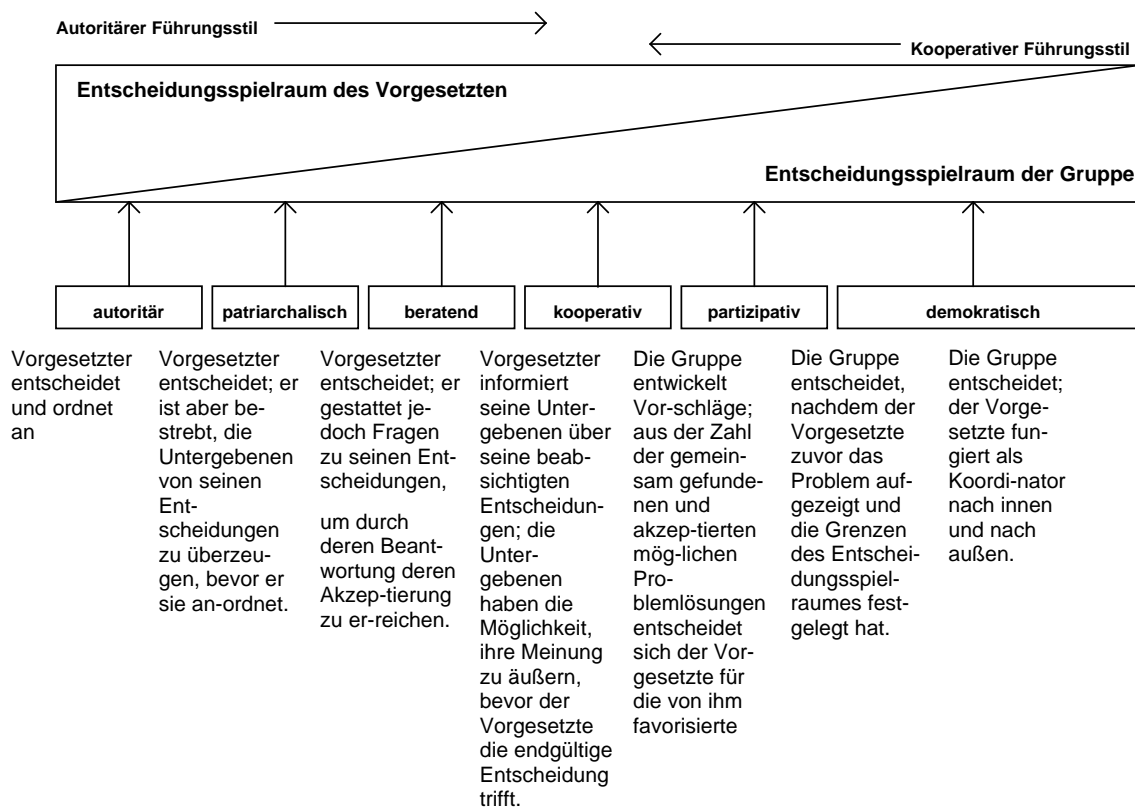 Autoritärer Führungsstil
Kooperativer Führungsstil
Entscheidungsspielraum des Vorgesetzten
Entscheidungsspielraum der Gruppe
autoritär
patriarchalisch
beratend
kooperativ
partizipativ
demokratisch
Vorgesetzter
entscheidet
und ordnet
an
Vorgesetzter
entscheidet; er
ist aber be-
strebt, die
Untergebenen
von seinen
Ent-
scheidungen
zu überzeu-
gen, bevor er
sie an-ordnet.
Vorgesetzter
entscheidet; er
gestattet je-
doch Fragen
zu seinen Ent-
scheidungen,
um durch
deren Beant-
wortung deren
Akzep-tierung
zu er-reichen.
Vorgesetzter
informiert
seine Unter-
gebenen über
seine beab-
sichtigten
Entscheidun-
gen; die
Unter-
gebenen
haben die
Möglichkeit,
ihre Meinung
zu äußern,
bevor der
Vorgesetzte
die endgültige
Entscheidung
trifft.
Die Gruppe
entwickelt
Vor-schläge;
aus der Zahl
der gemein-
sam gefunde-
nen und
akzep-tierten
mög-lichen
Pro-
blemlösungen
entscheidet
sich der Vor-
gesetzte für
die von ihm
favorisierte
Die Gruppe
entscheidet,
nachdem der
Vorgesetzte
zuvor das
Problem auf-
gezeigt und
die Grenzen
des Entschei-
dungsspiel-
raumes fest-
gelegt hat.
Die Gruppe
entscheidet;
der Vorge-
setzte fun-
giert als
Koordi-nator
nach innen
und nach
außen.